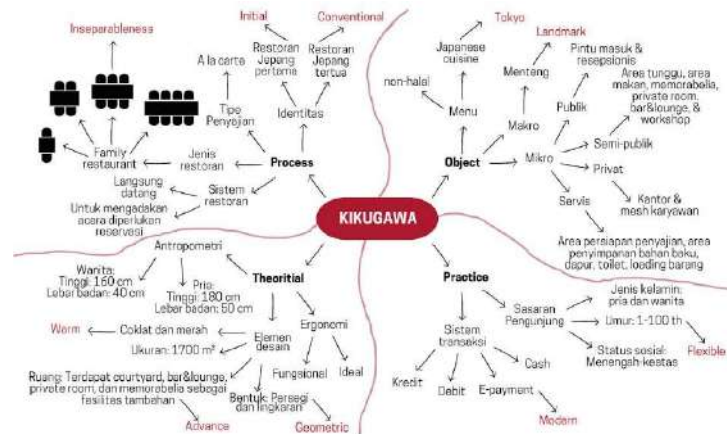 Inseparableness
Initial
Conventional
Restoran
Jepang
pertama
Restoran
Jepang
tertua
A la carte
Tipe
Penyajian
Identitas
Family
restaurant
Jenis
restoran
Process
Langsung
datang
Sistem
restoran
Untuk mengadakan
acara diperlukan
reservasi
Tokyo
Landmark
Japanese
cuisine
non-halal
Menu
Menteng
Makro
Object
Pintu masuk &
resepsionis
Publik
Area tunggu, area
makan, memorabelia,
private room,
bar&lounge, &
workshop
Semi-publik
Mikro
Privat
Kantor &
mesh karyawan
Servis
Area persiapan penyajian, area
penyimpanan bahan baku,
dapur, toilet, loading barang
KIKUGAWA
Antropometri
Wanita:
Tinggi: 160 cm
Lebar badan: 40 cm
Pria:
Tinggi: 180 cm
Lebar badan: 60 cm
Theoritial
Warm
Coklat dan merah
Ukuran: 1700 m²
Elemen
desain
Ergonomi
Fungsional
Ideal
Ruang: Terdapat courtyard, bar&lounge,
private room, dan memorabelia sebagai
fasilitas tambahan
Advance
Bentuk: Persegi
dan lingkaran
Geometric
Practice
Sistem
transaksi
Kredit
Debit
E-payment
Cash
Modern
Sasaran
Pengunjung
Jenis kelamin:
pria dan wanita
Umur: 1-100 th
Status sosial:
Menengah-keatas
Flexible